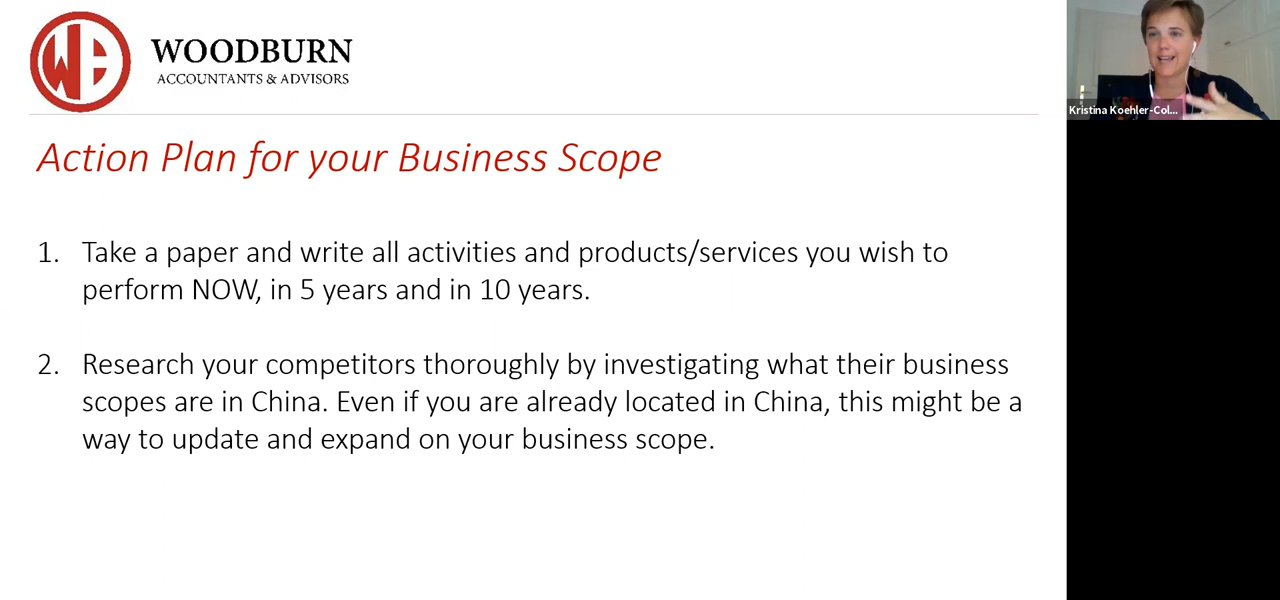 WB
WOODBURN
ACCOUNTANTS & ADVISORS
Kristina Koehler-Col...
Action Plan for your Business Scope
1. Take a paper and write all activities and products/services you wish to
perform NOW, in 5 years and in 10 years.
2. Research your competitors thoroughly by investigating what their business
scopes are in China. Even if you are already located in China, this might be a
way to update and expand on your business scope.